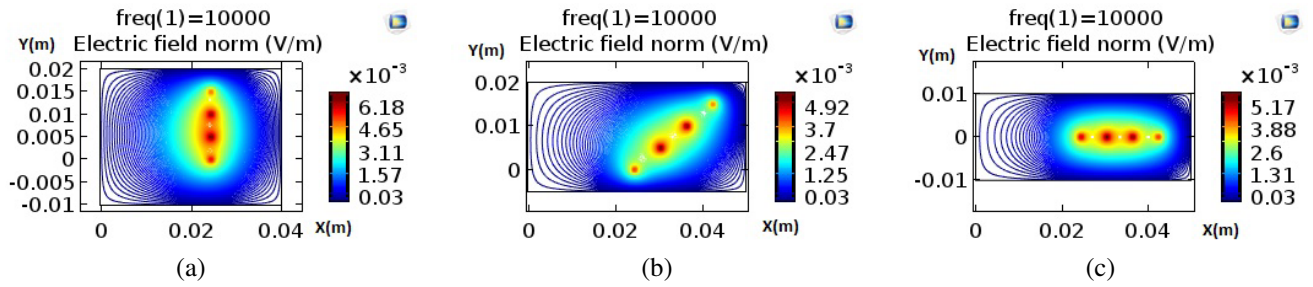 freq(1)=10000
Y(m) Electric field norm (V/m)
0.02
0.015
0.01
0.005
0
-0.005
-0.01
×10⁻³
6.18
4.65
3.11
1.57
0.03
0 0.02 0.04 X(m)
(a)
freq(1)=10000
Y(m) Electric field norm (V/m)
0.02
0.01
0
×10⁻³
4.92
3.7
2.47
1.25
0.03
0 0.02 0.04 X(m)
(b)
freq(1)=10000
Y(m) Electric field norm (V/m)
0.01
0
-0.01
×10⁻³
5.17
3.88
2.6
1.31
0.03
0 0.02 0.04 X(m)
(c)